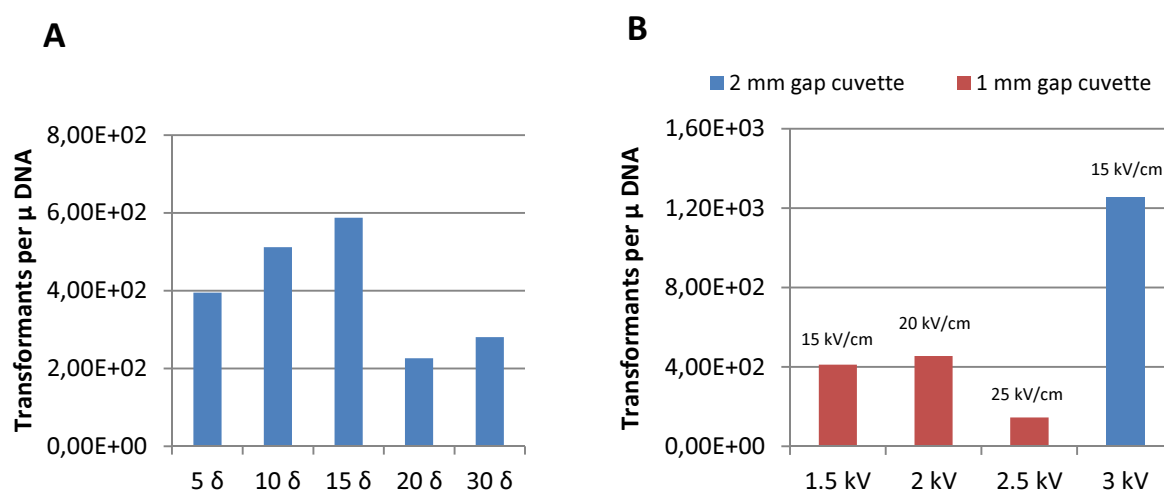 A
Transformants per µ DNA
8,00E+02
6,00E+02
4,00E+02
2,00E+02
0,00E+00
5 δ
10 δ
15 δ
20 δ
30 δ
B
2 mm gap cuvette
1 mm gap cuvette
Transformants per µ DNA
1,60E+03
1,20E+03
8,00E+02
4,00E+02
0,00E+00
15 kV/cm
20 kV/cm
25 kV/cm
15 kV/cm
1.5 kV
2 kV
2.5 kV
3 kV